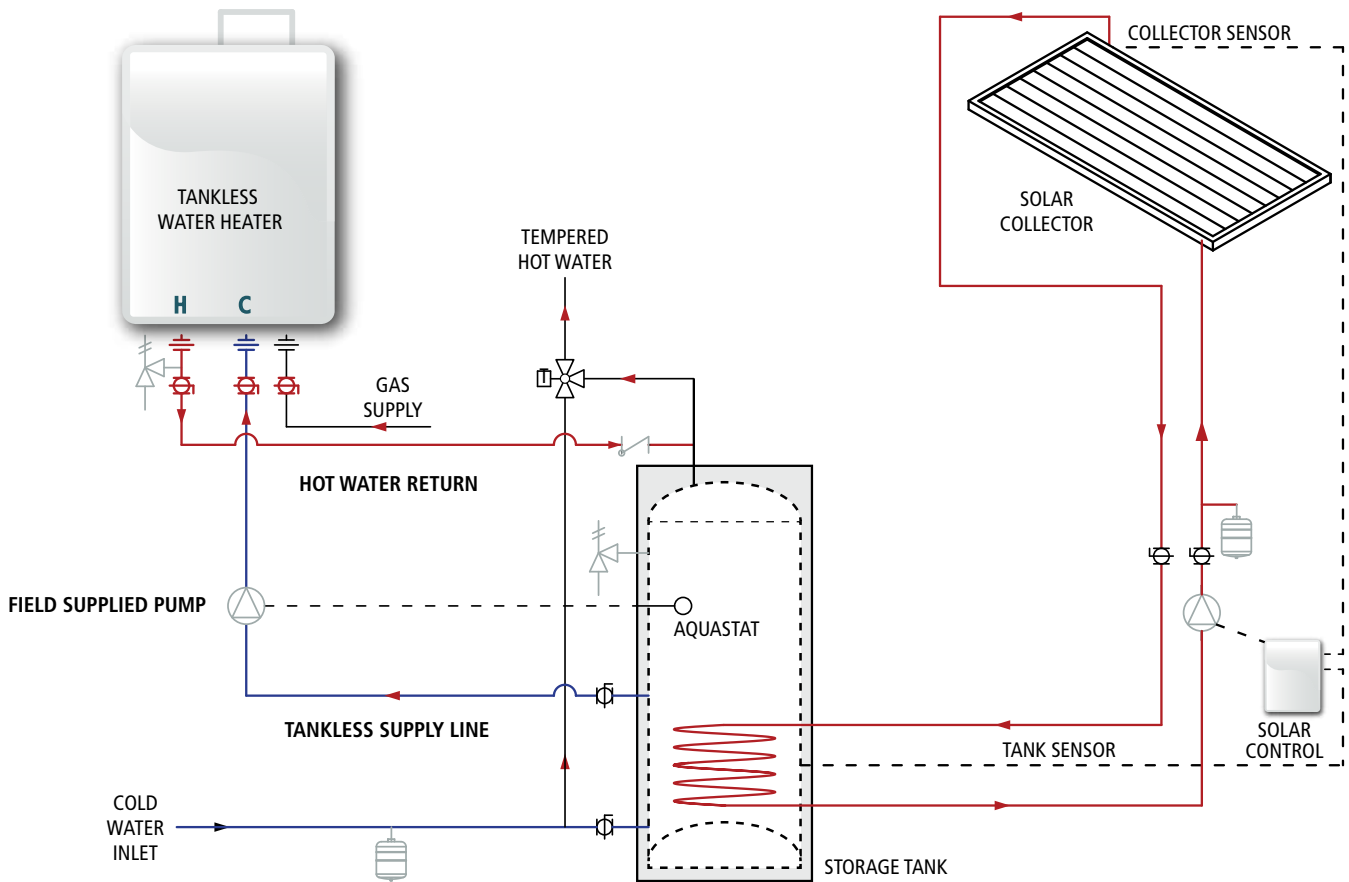 COLLECTOR SENSOR
TANKLESS
WATER HEATER
SOLAR
COLLECTOR
TEMPERED
HOT WATER
H
C
GAS
SUPPLY
HOT WATER RETURN
FIELD SUPPLIED PUMP
AQUASTAT
TANKLESS SUPPLY LINE
TANK SENSOR
SOLAR
CONTROL
COLD
WATER
INLET
STORAGE TANK